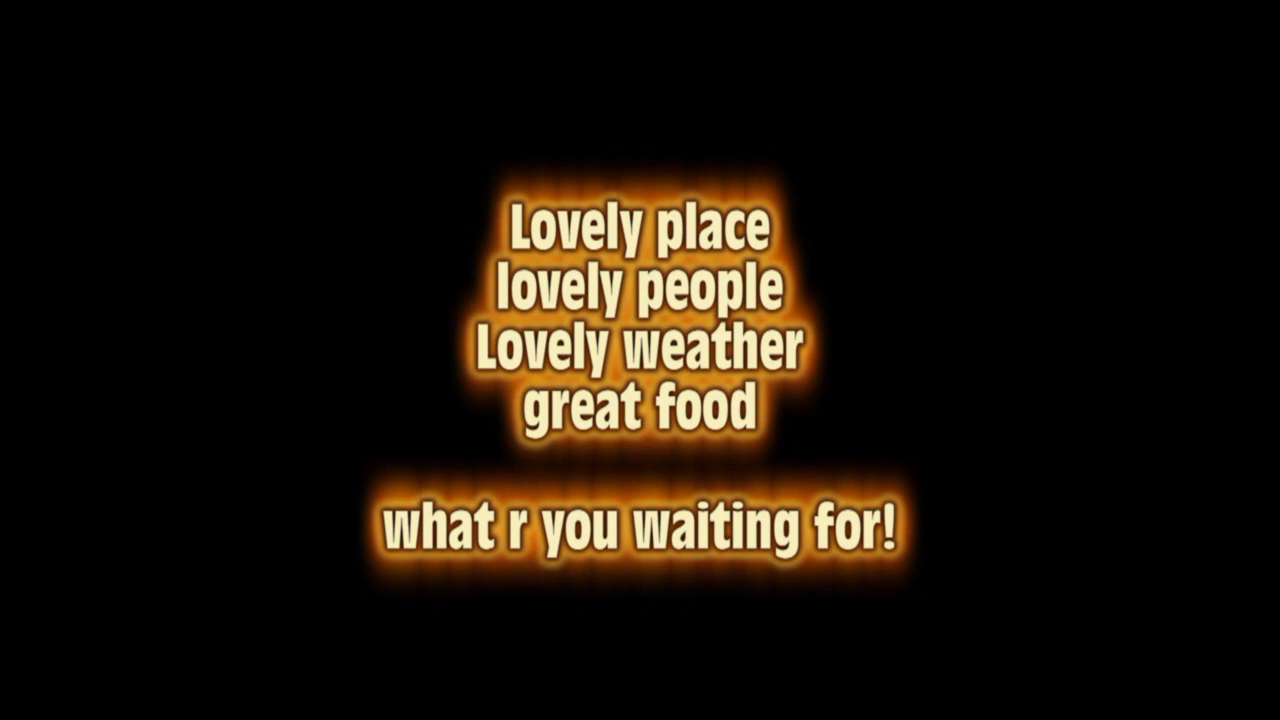 Lovely place
lovely people
Lovely weather
great food
what r you waiting for!